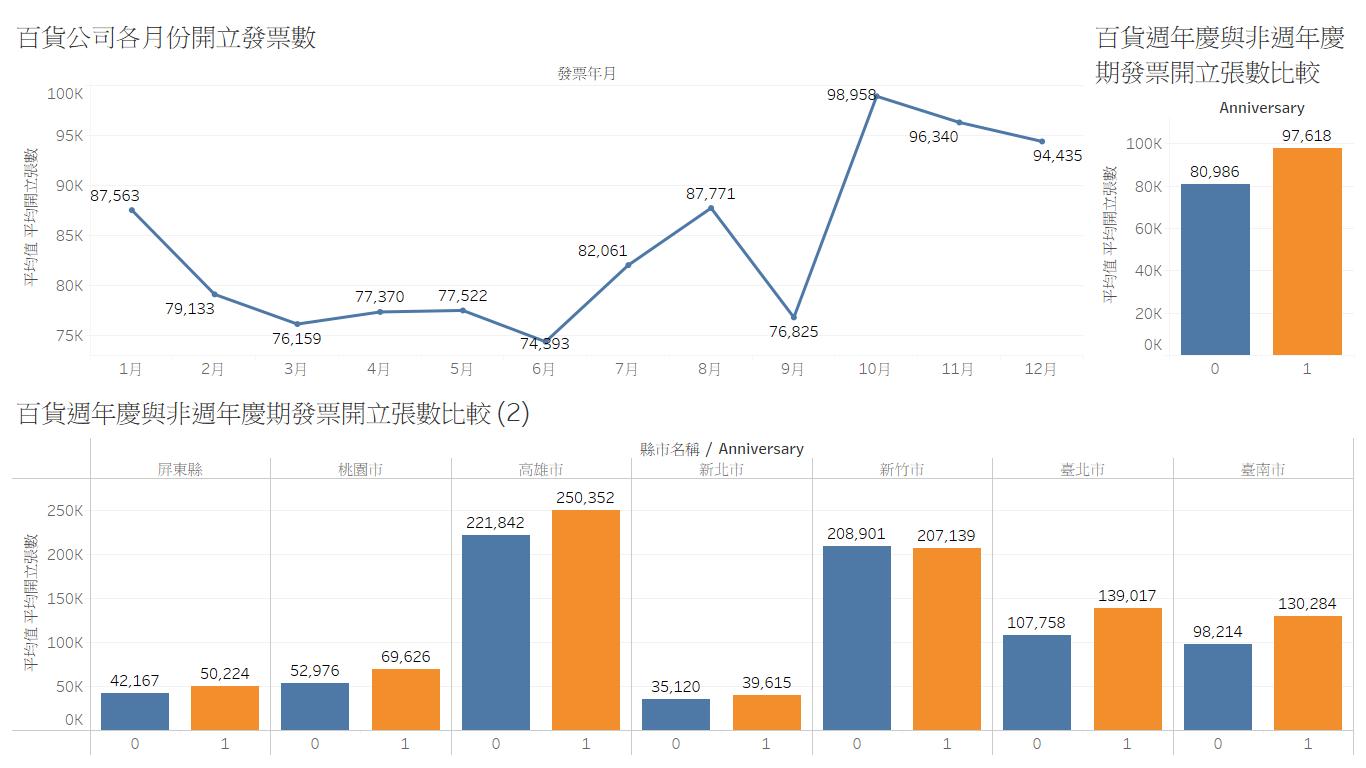 百貨公司各月份開立發票數
發票年月
平均值 平均開立張數
100K
95K
90K
85K
80K
75K
87,563
79,133
76,159
77,370
77,522
74,393
82,061
87,771
76,825
98,958
96,340
94,435
1月
2月
3月
4月
5月
6月
7月
8月
9月
10月
11月
12月
百貨週年慶與非週年慶
期發票開立張數比較
Anniversary
平均值 平均開立張數
100K
80K
60K
40K
20K
0K
80,986
97,618
0
1
百貨週年慶與非週年慶期發票開立張數比較 (2)
縣市名稱 / Anniversary
屏東縣
桃園市
高雄市
新北市
新竹市
臺北市
臺南市
平均值 平均開立張數
250K
200K
150K
100K
50K
0K
42,167
50,224
52,976
69,626
221,842
250,352
35,120
39,615
208,901
207,139
107,758
139,017
98,214
130,284
0
1
0
1
0
1
0
1
0
1
0
1
0
1